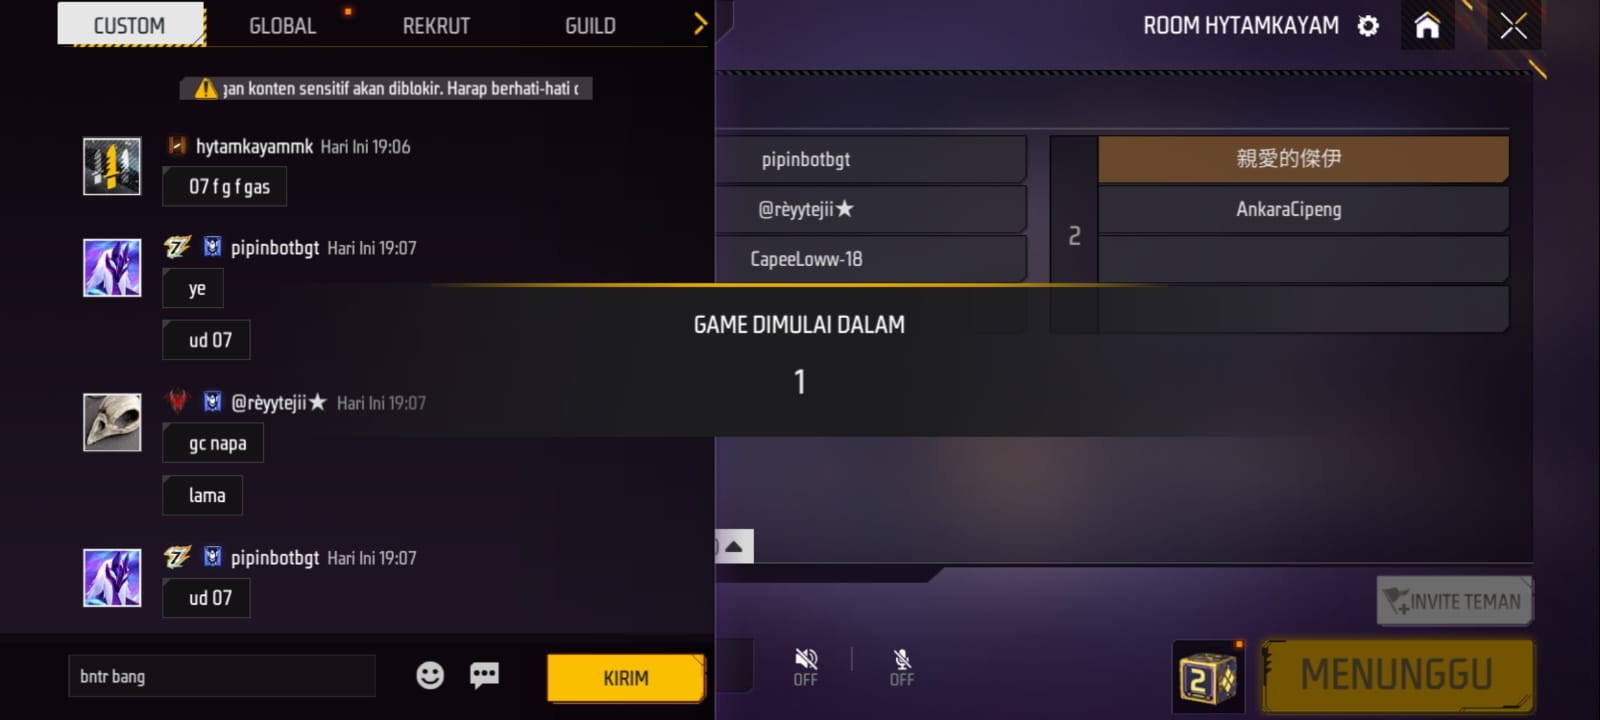 CUSTOM
GLOBAL
REKRUT
GUILD
ROOM HYTAMKAYAM
gan konten sensitif akan diblokir. Harap berhati-hati
hytamkayammk Hari Ini 19:06
07 f g f gas
pipinbotbgt Hari Ini 19:07
ye
ud 07
@rèyytejii★ Hari Ini 19:07
gc napa
lama
pipinbotbgt Hari Ini 19:07
ud 07
bntr bang
KIRIM
pipinbotbgt
@rèyytejii★
CapeeLoww-18
2
親愛的傑伊
AnkaraCipeng
GAME DIMULAI DALAM
1
INVITE TEMAN
OFF
OFF
2
MENUNGGU